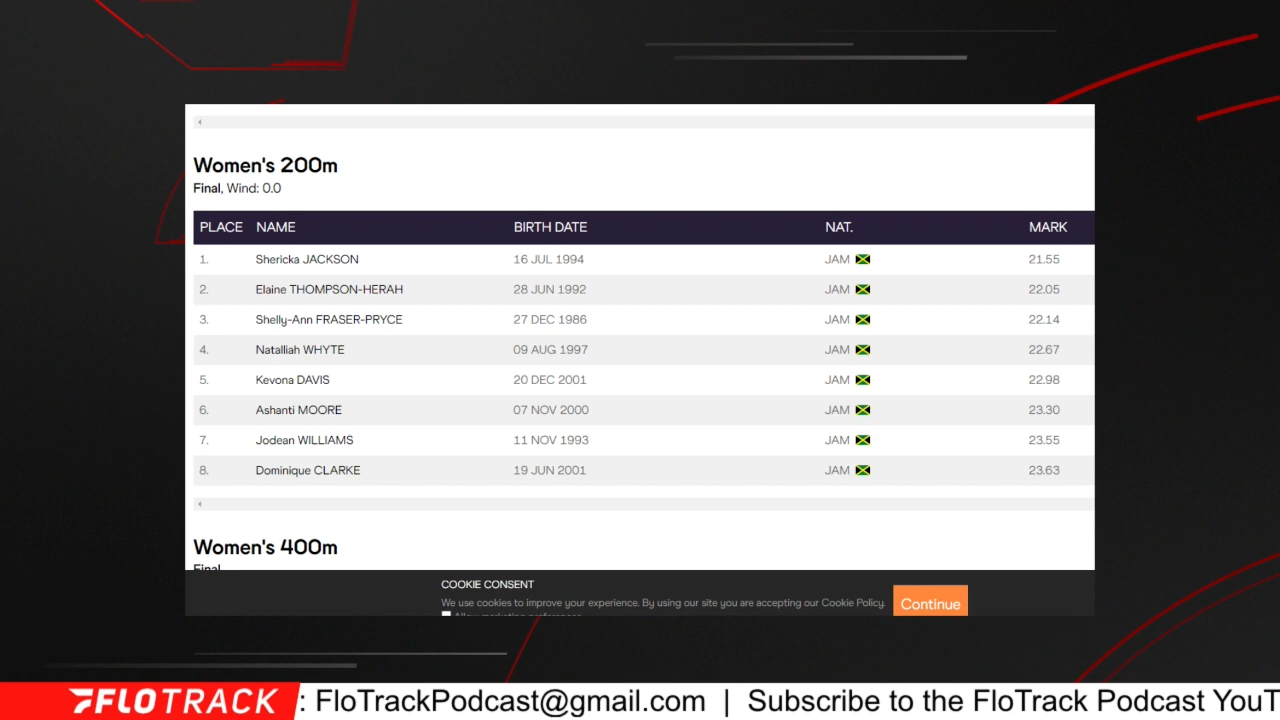 Women's 200m
Final, Wind: 0.0
PLACE NAME BIRTH DATE NAT. MARK
1. Shericka JACKSON 16 JUL 1994 JAM 21.55
2. Elaine THOMPSON-HERAH 28 JUN 1992 JAM 22.05
3. Shelly-Ann FRASER-PRYCE 27 DEC 1986 JAM 22.14
4. Natalliah WHYTE 09 AUG 1997 JAM 22.67
5. Kevona DAVIS 20 DEC 2001 JAM 22.98
6. Ashanti MOORE 07 NOV 2000 JAM 23.30
7. Jodean WILLIAMS 11 NOV 1993 JAM 23.55
8. Dominique CLARKE 19 JUN 2001 JAM 23.63
Women's 400m
Final
COOKIE CONSENT
We use cookies to improve your experience. By using our site you are accepting our Cookie Policy.
Continue
Allow marketing preferences
FLOTRACK : FloTrackPodcast@gmail.com | Subscribe to the FloTrack Podcast YouT